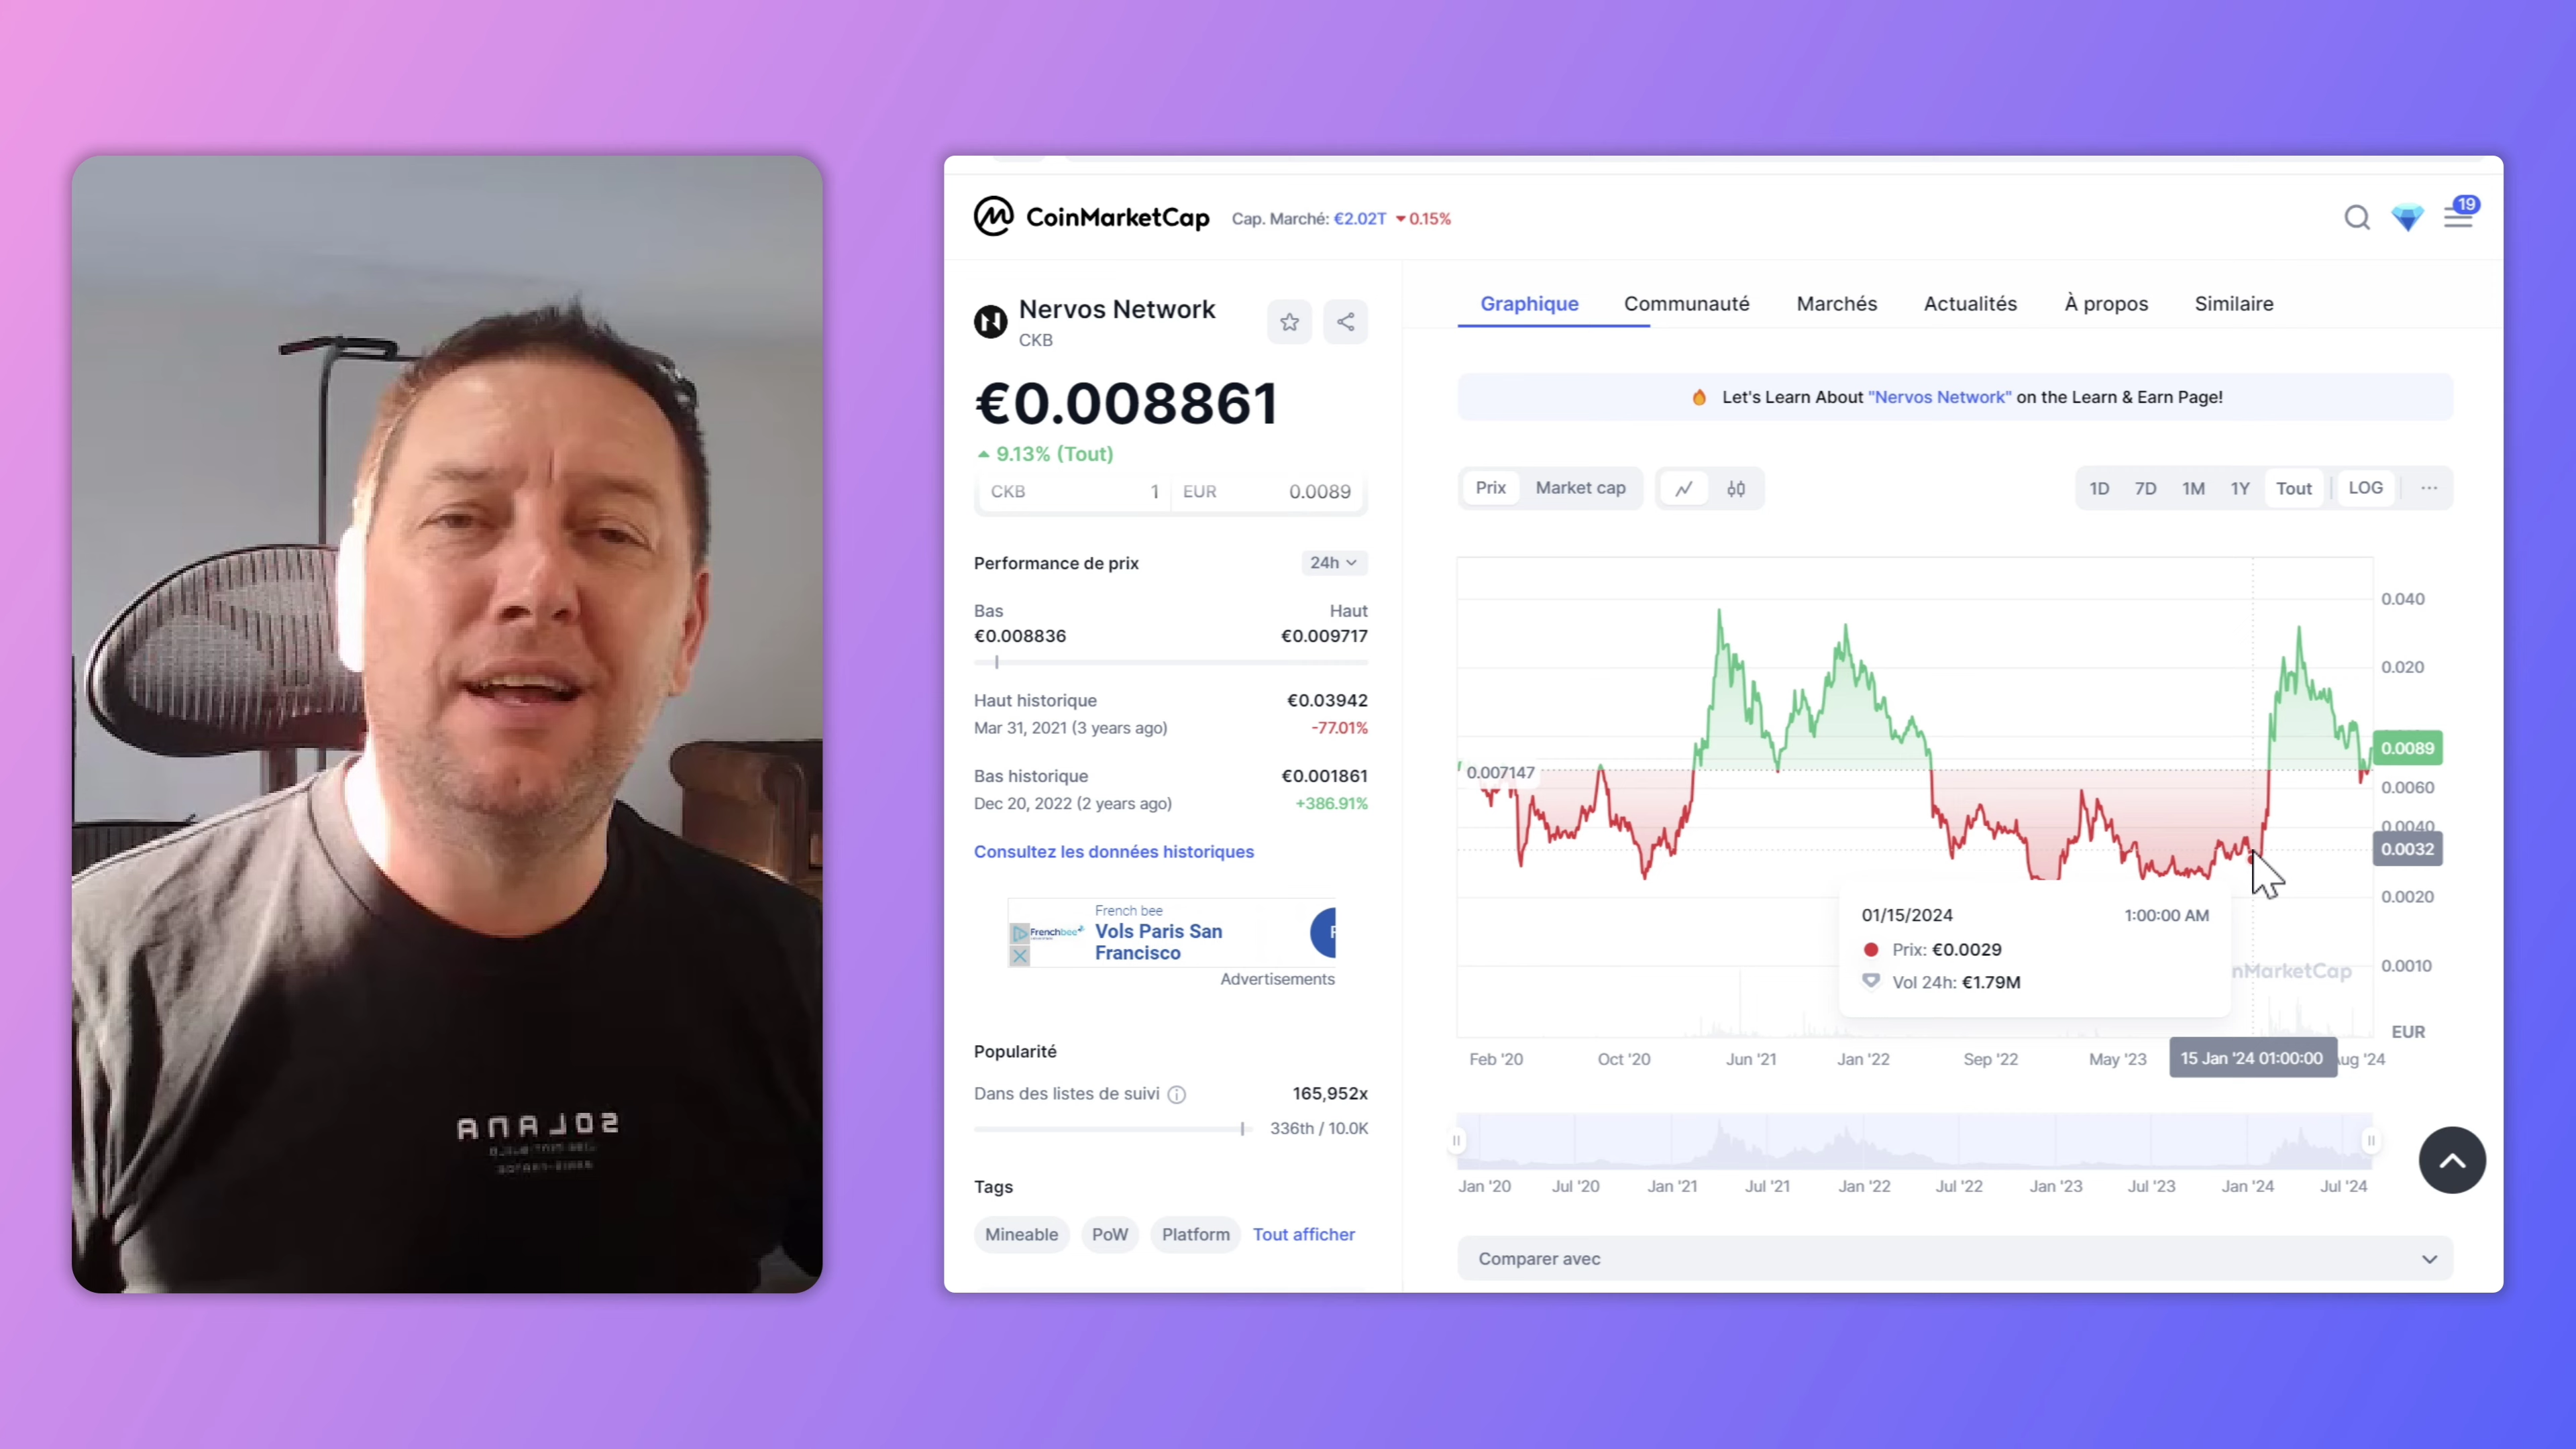 SOLANA
CoinMarketCap
Cap. Marché: €2.02T 0.15%
19
Nervos Network
CKB
€0.008861
9.13% (Tout)
CKB 1 EUR 0.0089
Performance de prix 24h
Bas Haut
€0.008836 €0.009717
Haut historique €0.03942
Mar 31, 2021 (3 years ago) -77.01%
Bas historique €0.001861
Dec 20, 2022 (2 years ago) +386.91%
Consultez les données historiques
French bee
Frenchbee
Vols Paris San
Francisco
Advertisements
Popularité
Dans des listes de suivi 165,952x
336th / 10.0K
Tags
Mineable PoW Platform Tout afficher
Graphique Communauté Marchés Actualités À propos Similaire
Let's Learn About "Nervos Network" on the Learn & Earn Page!
Prix Market cap 1D 7D 1M 1Y Tout LOG
0.040
0.020
0.0089
0.007147
0.0060
0.0040
0.0032
0.0020
01/15/2024 1:00:00 AM
Prix: €0.0029
Vol 24h: €1.79M
nMarketCap
0.0010
EUR
Feb '20 Oct '20 Jun '21 Jan '22 Sep '22 May '23 15 Jan '24 01:00:00 ug '24
Jan '20 Jul '20 Jan '21 Jul '21 Jan '22 Jul '22 Jan '23 Jul '23 Jan '24 Jul '24
Comparer avec